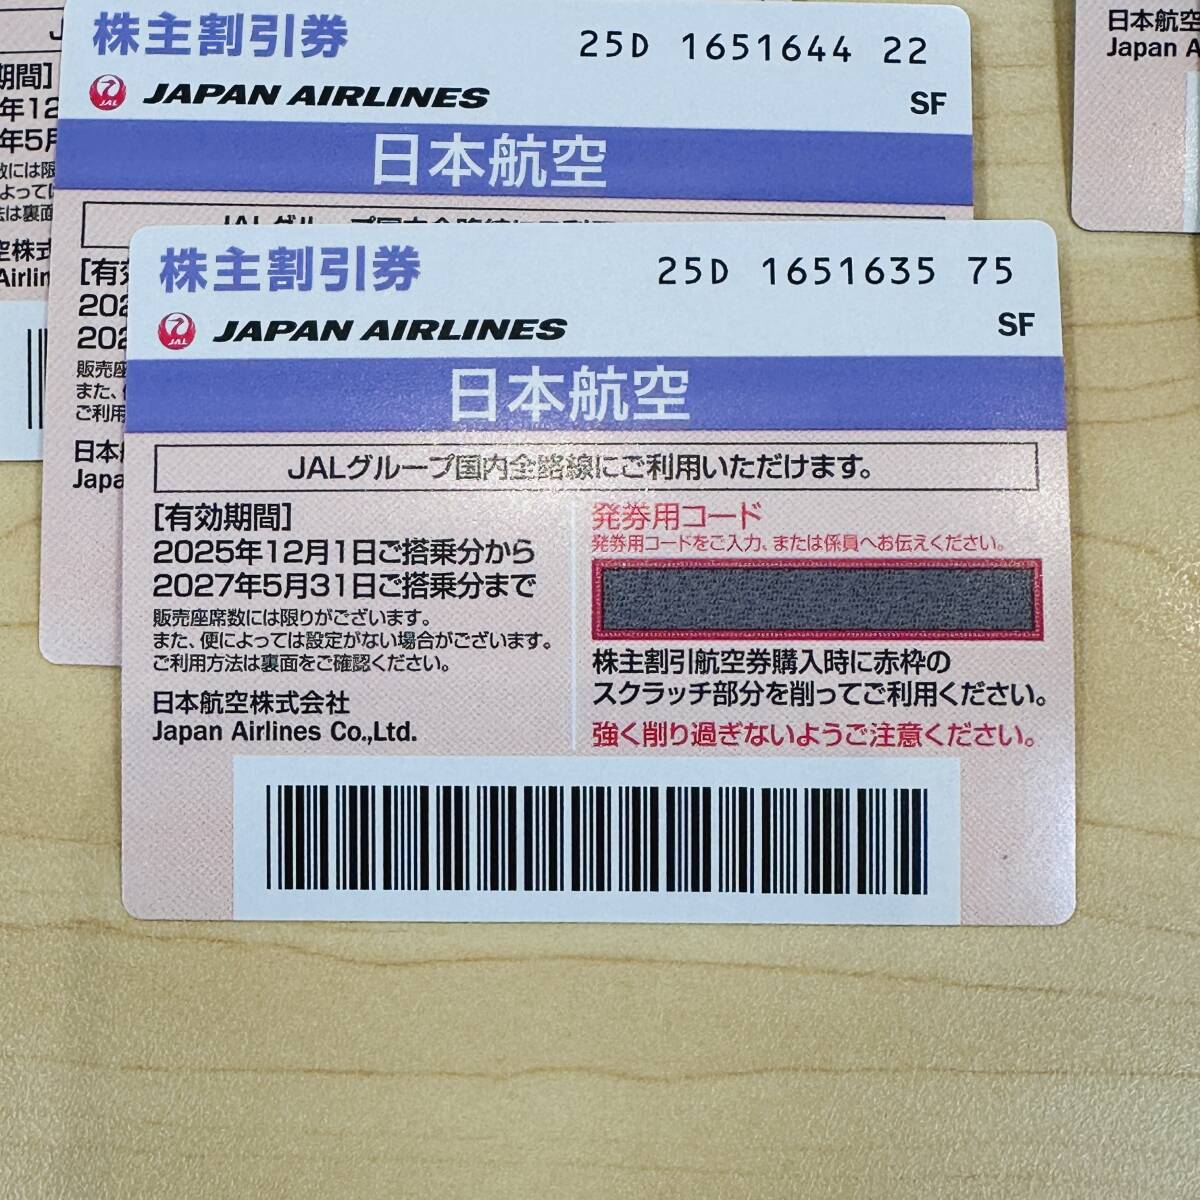 株主割引券
25D 1651644 22
JAL
JAPAN AIRLINES
SF
日本航空
株主割引券
25D 1651635 75
JAL
JAPAN AIRLINES
SF
日本航空
JALグループ国内全路線にご利用いただけます。
[有効期間]
2025年12月1日ご搭乗分から
2027年5月31日ご搭乗分まで
販売座席数には限りがございます。
また、便によっては設定がない場合がございます。
ご利用方法は裏面をご確認ください。
日本航空株式会社
Japan Airlines Co.,Ltd.
発券用コード
発券用コードをご入力、または係員へお伝えください。
株主割引航空券購入時に赤枠の
スクラッチ部分を削ってご利用ください。
強く削り過ぎないようご注意ください。
日本航空
Japan